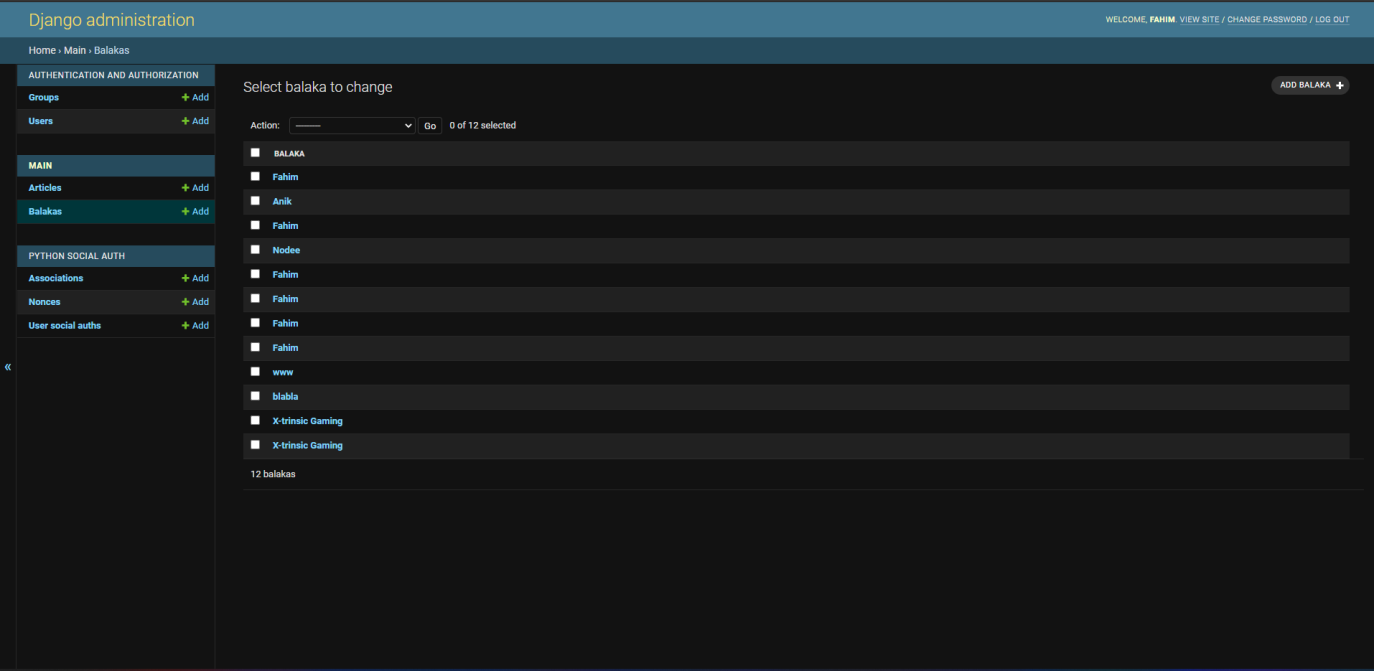 Django administration
WELCOME, FAHIM. VIEW SITE / CHANGE PASSWORD / LOG OUT
Home › Main › Balakas
AUTHENTICATION AND AUTHORIZATION
Groups + Add
Users + Add
MAIN
Articles + Add
Balakas + Add
PYTHON SOCIAL AUTH
Associations + Add
Nonces + Add
User social auths + Add
«
Select balaka to change
ADD BALAKA +
Action: --------- Go 0 of 12 selected
BALAKA
Fahim
Anik
Fahim
Nodee
Fahim
Fahim
Fahim
Fahim
www
blabla
X-trinsic Gaming
X-trinsic Gaming
12 balakas